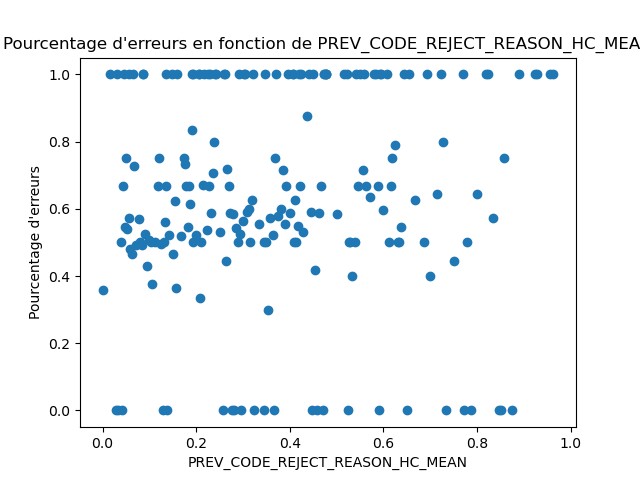 Pourcentage d'erreurs en fonction de PREV_CODE_REJECT_REASON_HC_MEA
1.0
0.8
0.6
0.4
0.2
0.0
Pourcentage d'erreurs
0.0 0.2 0.4 0.6 0.8 1.0
PREV_CODE_REJECT_REASON_HC_MEAN